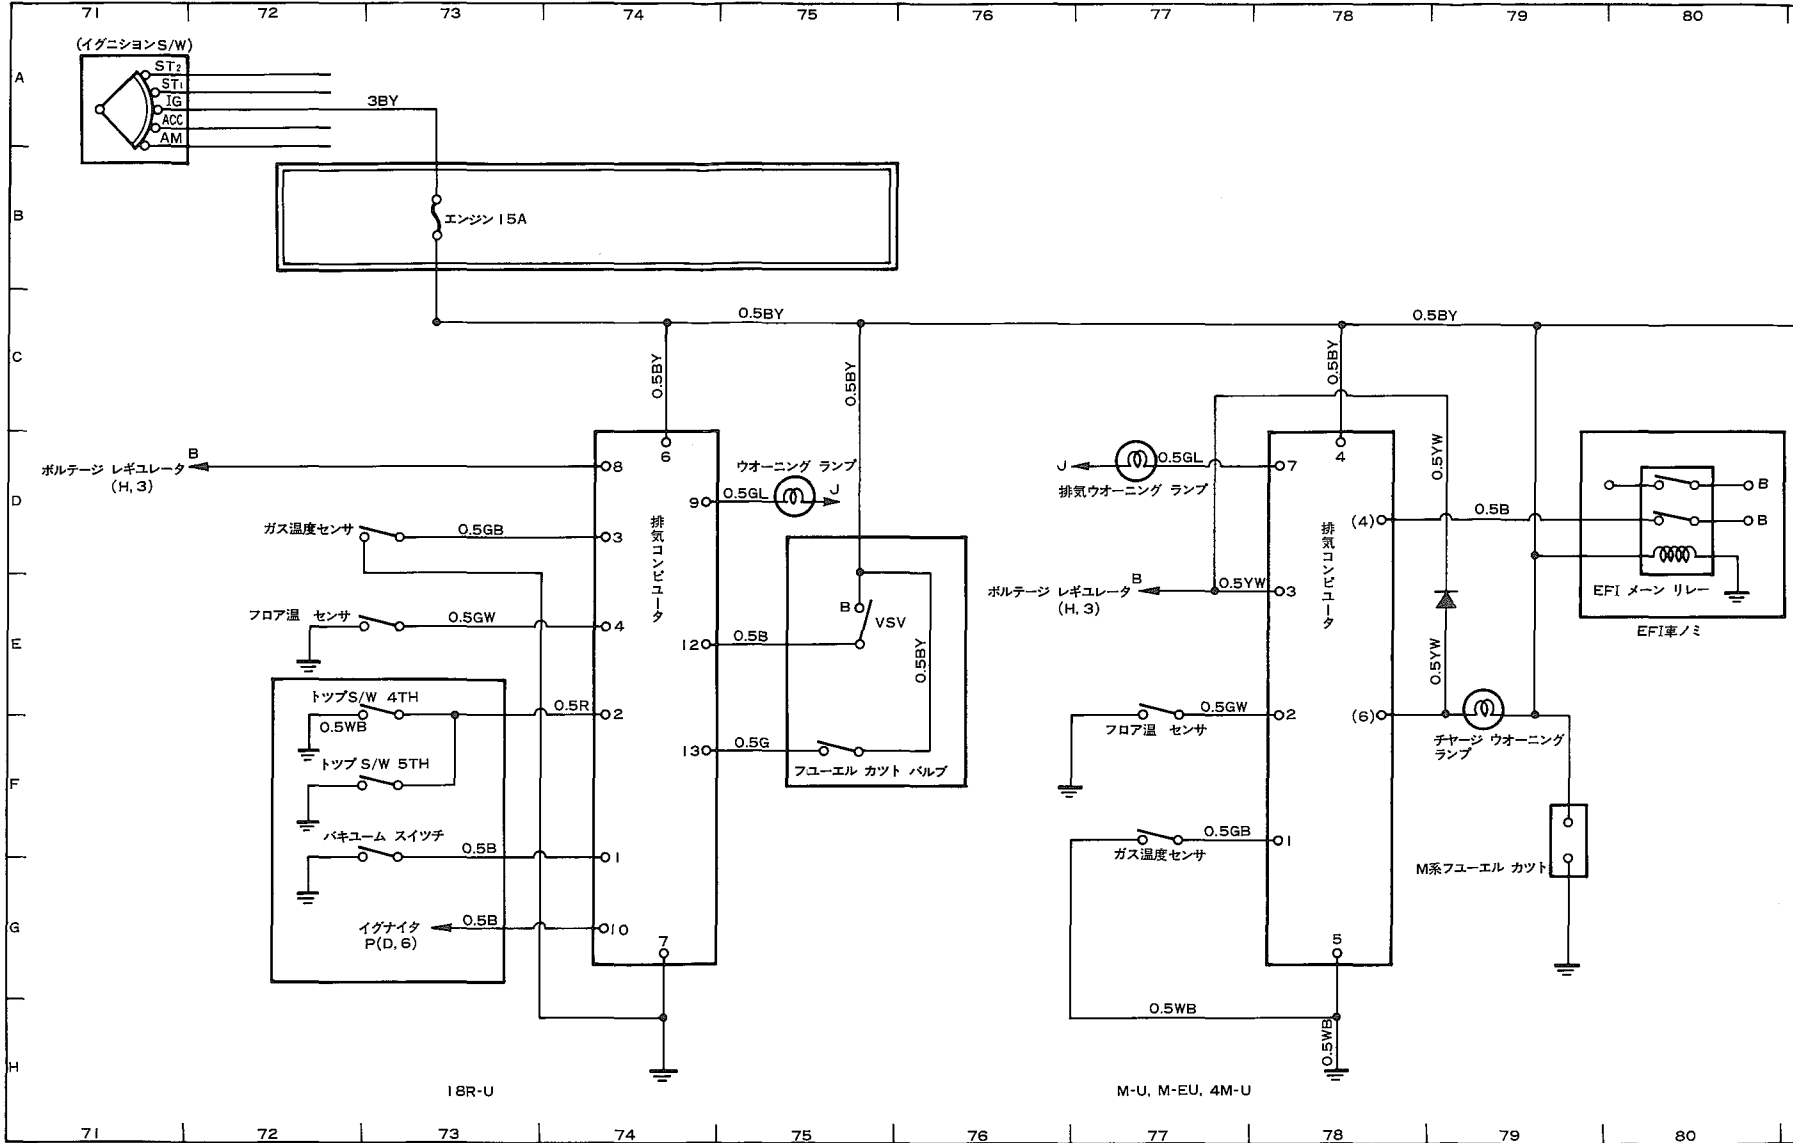 71 72 73 74 75 76 77 78 79 80
(イグニションS/W)
A
ST2
ST1
IG
ACC
AM
3BY
B
エンジン 15A
0.5BY
0.5BY
C
0.5BY
0.5BY
0.5BY
ボルテージ レギュレータ
(H, 3)
B
8
6
ウオーニング ランプ
9
0.5GL
J
J
0.5GL
7
4
排気ウオーニング ランプ
0.5YW
D
ガス温度センサ
0.5GB
3
排気コンピュータ
排気コンピュータ
(4)
0.5B
B
B
EFI メーン リレー
EFI車ノミ
ボルテージ レギュレータ
(H, 3)
B
0.5YW
3
0.5YW
フロア温 センサ
0.5GW
4
E
12
0.5B
B
VSV
0.5BY
トップS/W 4TH
0.5WB
0.5R
2
トップ S/W 5TH
13
0.5G
フューエル カツト バルブ
0.5GW
2
フロア温 センサ
(6)
チャージ ウオーニング
ランプ
F
バキューム スイッチ
0.5B
1
0.5GB
1
ガス温度センサ
M系フューエル カツト
G
イグナイタ
P(D, 6)
0.5B
10
7
5
0.5WB
0.5WB
H
18R-U
M-U, M-EU, 4M-U
71 72 73 74 75 76 77 78 79 80